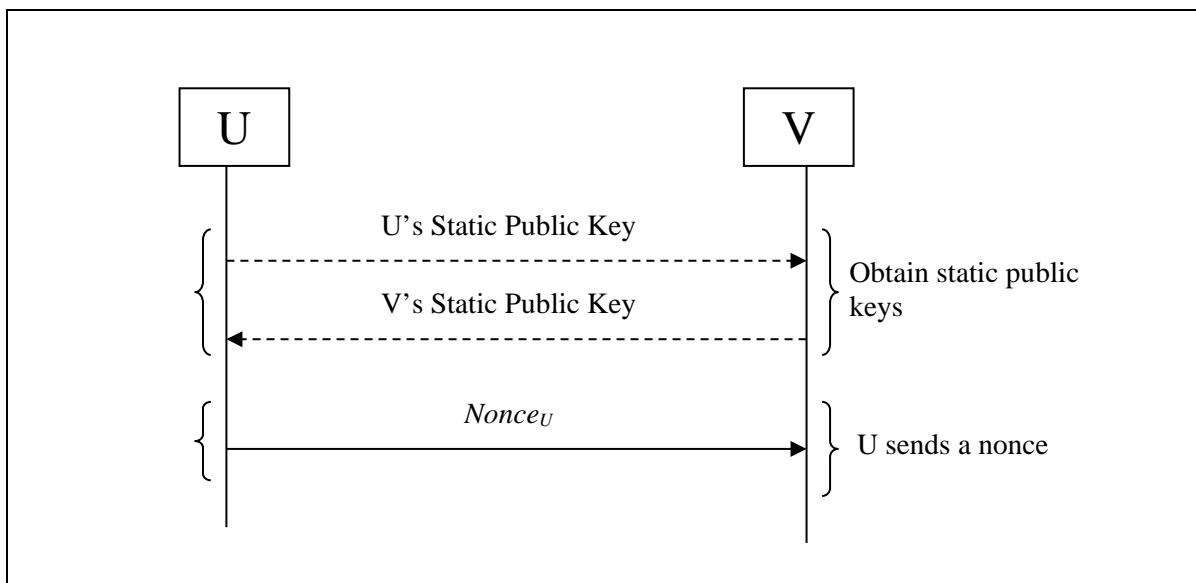 U
V
U’s Static Public Key
Obtain static public
keys
V’s Static Public Key
NonceU
U sends a nonce